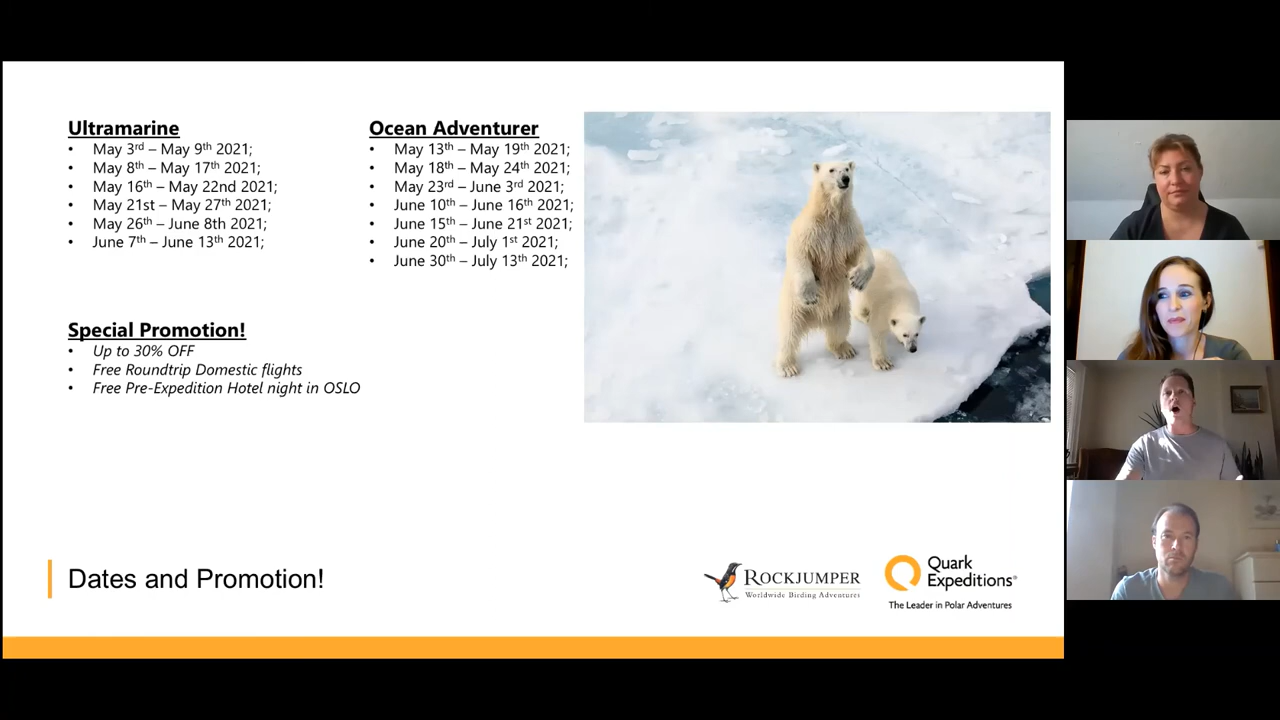 Ultramarine
• May 3rd – May 9th 2021;
• May 8th – May 17th 2021;
• May 16th – May 22nd 2021;
• May 21st – May 27th 2021;
• May 26th – June 8th 2021;
• June 7th – June 13th 2021;
Ocean Adventurer
• May 13th – May 19th 2021;
• May 18th – May 24th 2021;
• May 23rd – June 3rd 2021;
• June 10th – June 16th 2021;
• June 15th – June 21st 2021;
• June 20th – July 1st 2021;
• June 30th – July 13th 2021;
Special Promotion!
• Up to 30% OFF
• Free Roundtrip Domestic flights
• Free Pre-Expedition Hotel night in OSLO
Dates and Promotion!
ROCKJUMPER
Worldwide Birding Adventures
Quark
Expeditions®
The Leader in Polar Adventures